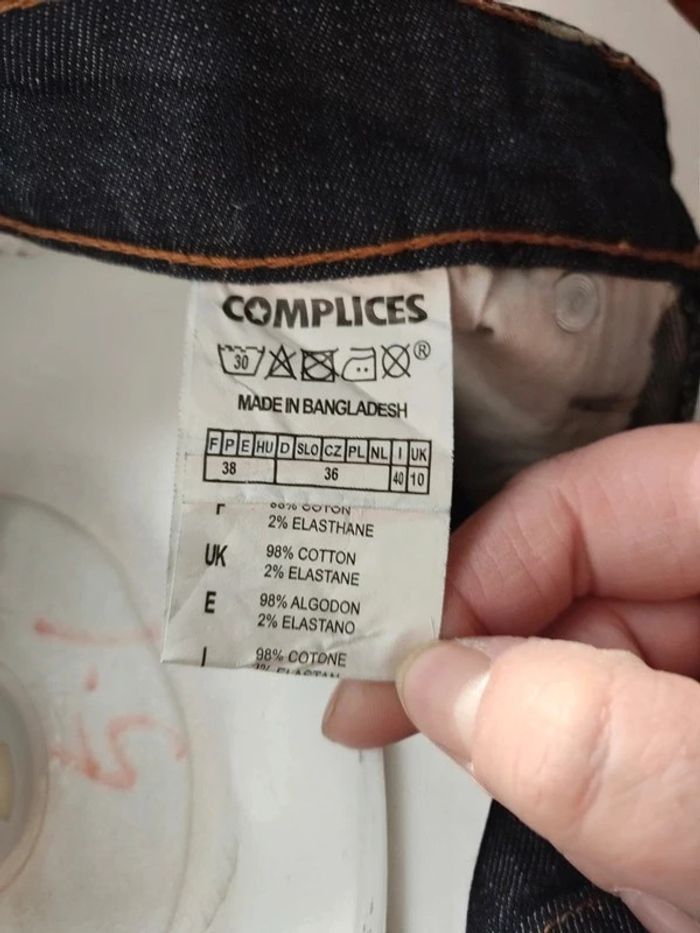 COMPLICES
30 ®
MADE IN BANGLADESH
F P E HU D SLO CZ PL NL I UK
38 36 40 10
F
2% ELASTHANE
UK 98% COTTON
2% ELASTANE
E 98% ALGODON
2% ELASTANO
I 98% COTONE